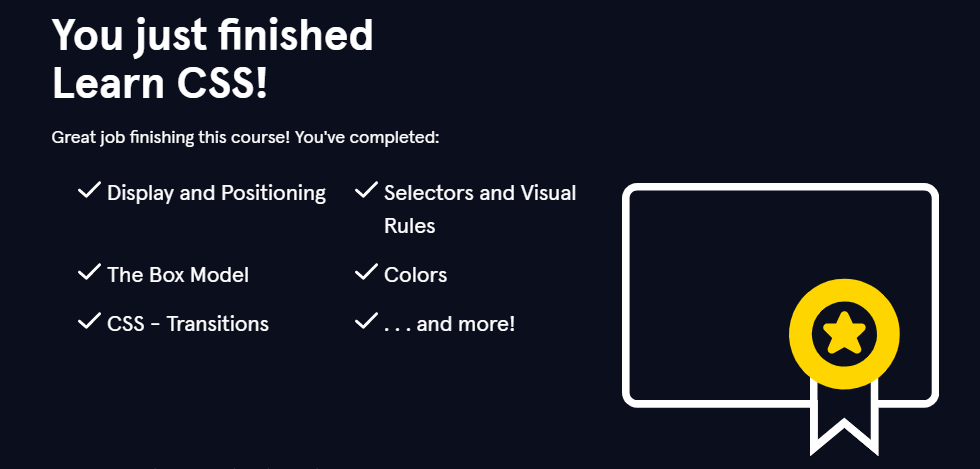 You just finished
Learn CSS!
Great job finishing this course! You've completed:
Display and Positioning
Selectors and Visual
Rules
The Box Model
Colors
CSS - Transitions
. . . and more!